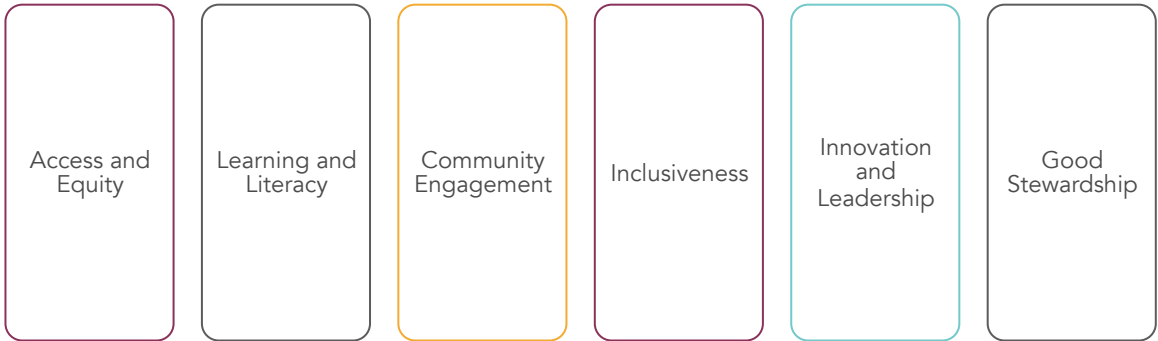 Access and
Equity
Learning and
Literacy
Community
Engagement
Inclusiveness
Innovation
and
Leadership
Good
Stewardship